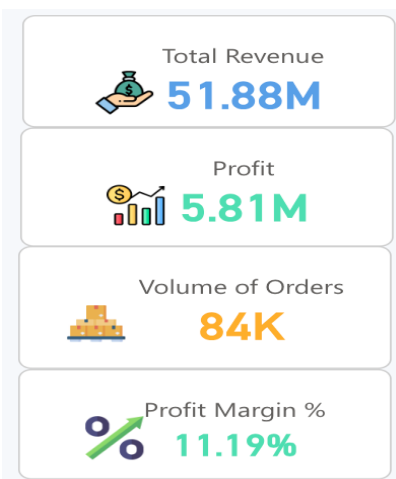 Total Revenue
51.88M
Profit
5.81M
Volume of Orders
84K
Profit Margin %
11.19%